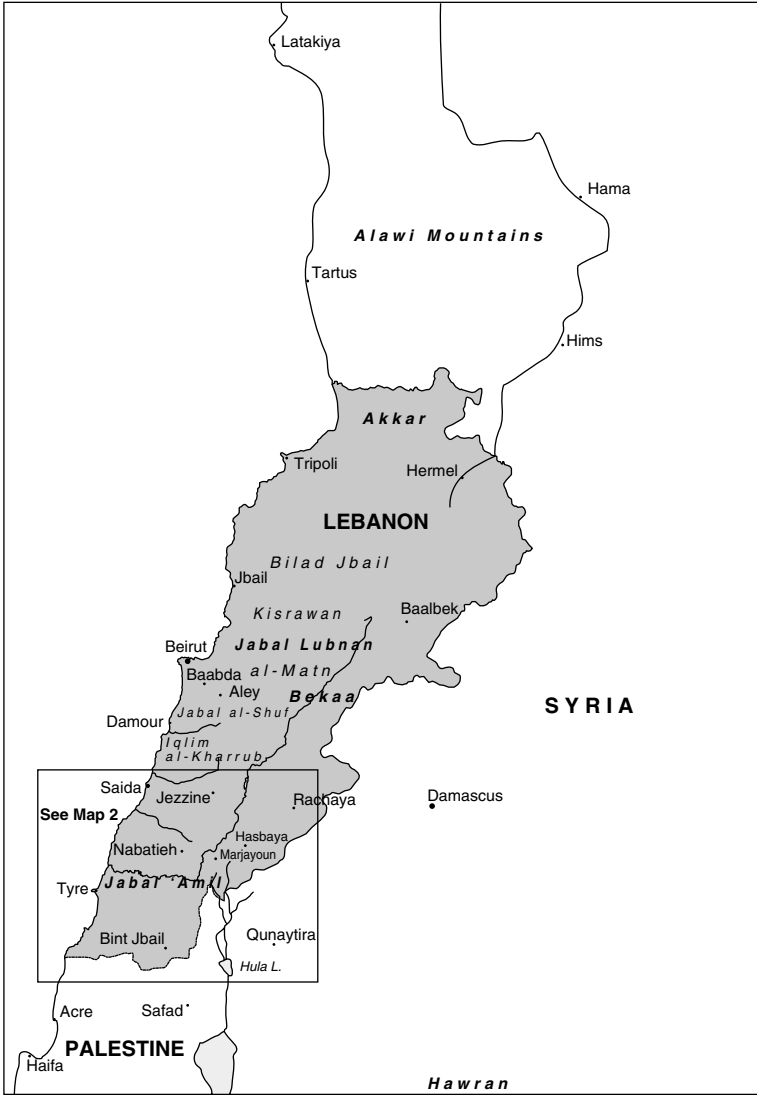 Latakiya
Hama
Alawi Mountains
Tartus
Hims
Akkar
Tripoli
Hermel
LEBANON
Bilad Jbail
Jbail
Kisrawan
Baalbek
Jabal Lubnan
Beirut
al-Matn
Baabda
Aley
Bekaa
Jabal al-Shuf
SYRIA
Damour
Iqlim
al-Kharrub
Saida
Jezzine
Rachaya
Damascus
See Map 2
Hasbaya
Nabatieh
Marjayoun
Jabal ʿAmil
Tyre
Bint Jbail
Qunaytira
Hula L.
Acre
Safad
PALESTINE
Haifa
Hawran